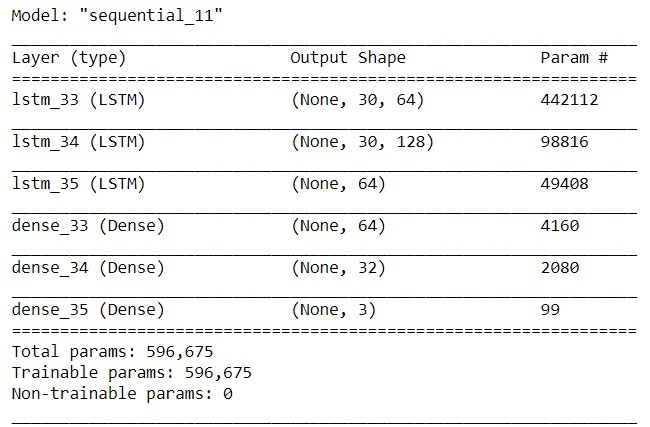 Model: "sequential_11"
Layer (type) Output Shape Param #
lstm_33 (LSTM) (None, 30, 64) 442112
lstm_34 (LSTM) (None, 30, 128) 98816
lstm_35 (LSTM) (None, 64) 49408
dense_33 (Dense) (None, 64) 4160
dense_34 (Dense) (None, 32) 2080
dense_35 (Dense) (None, 3) 99
Total params: 596,675
Trainable params: 596,675
Non-trainable params: 0